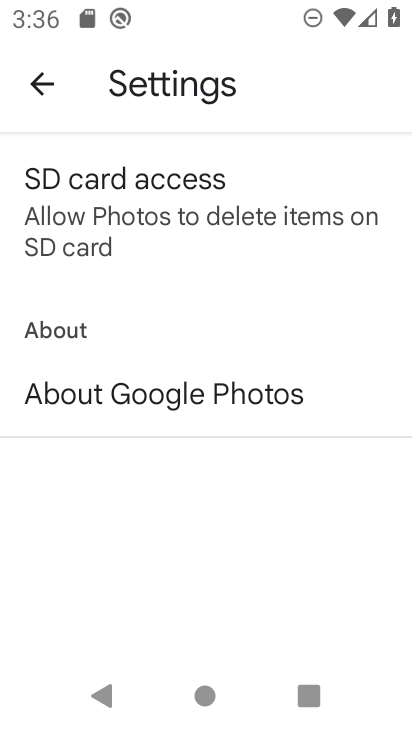 3:36
Settings
SD card access
Allow Photos to delete items on
SD card
About
About Google Photos